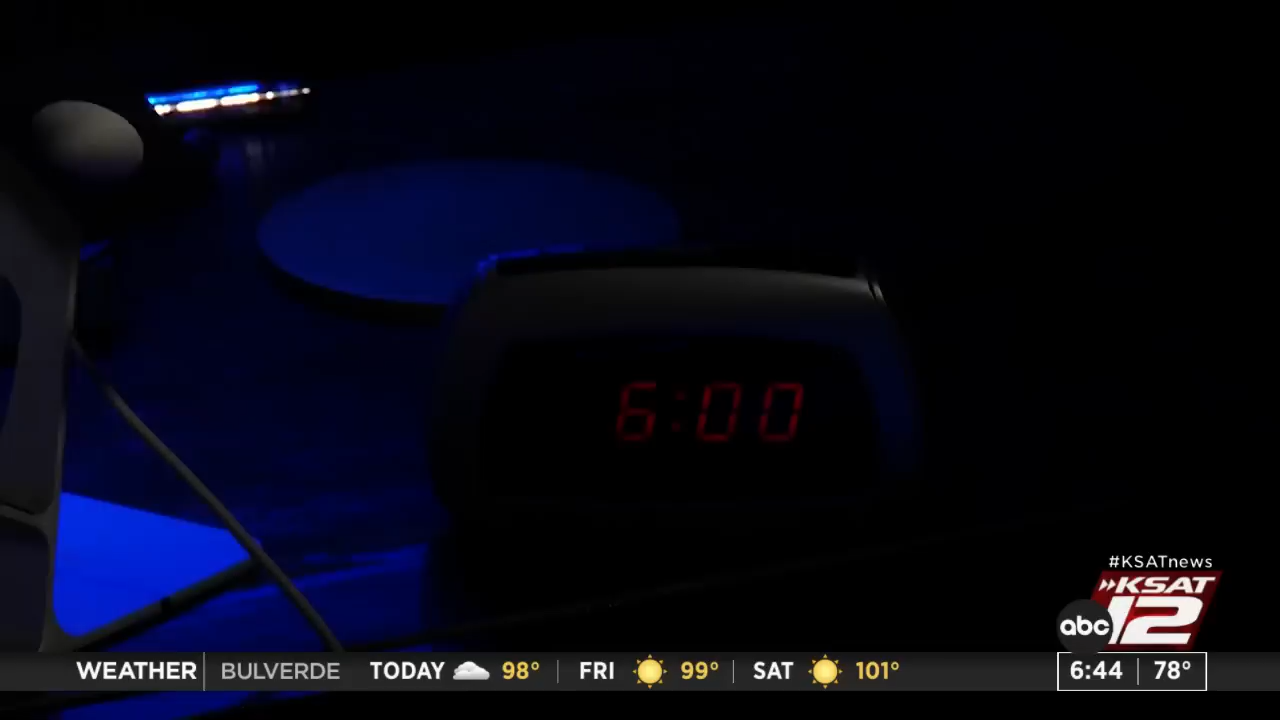 6:00
#KSATnews
KSAT
abc 12
WEATHER BULVERDE TODAY 98° FRI 99° SAT 101° 6:44 78°